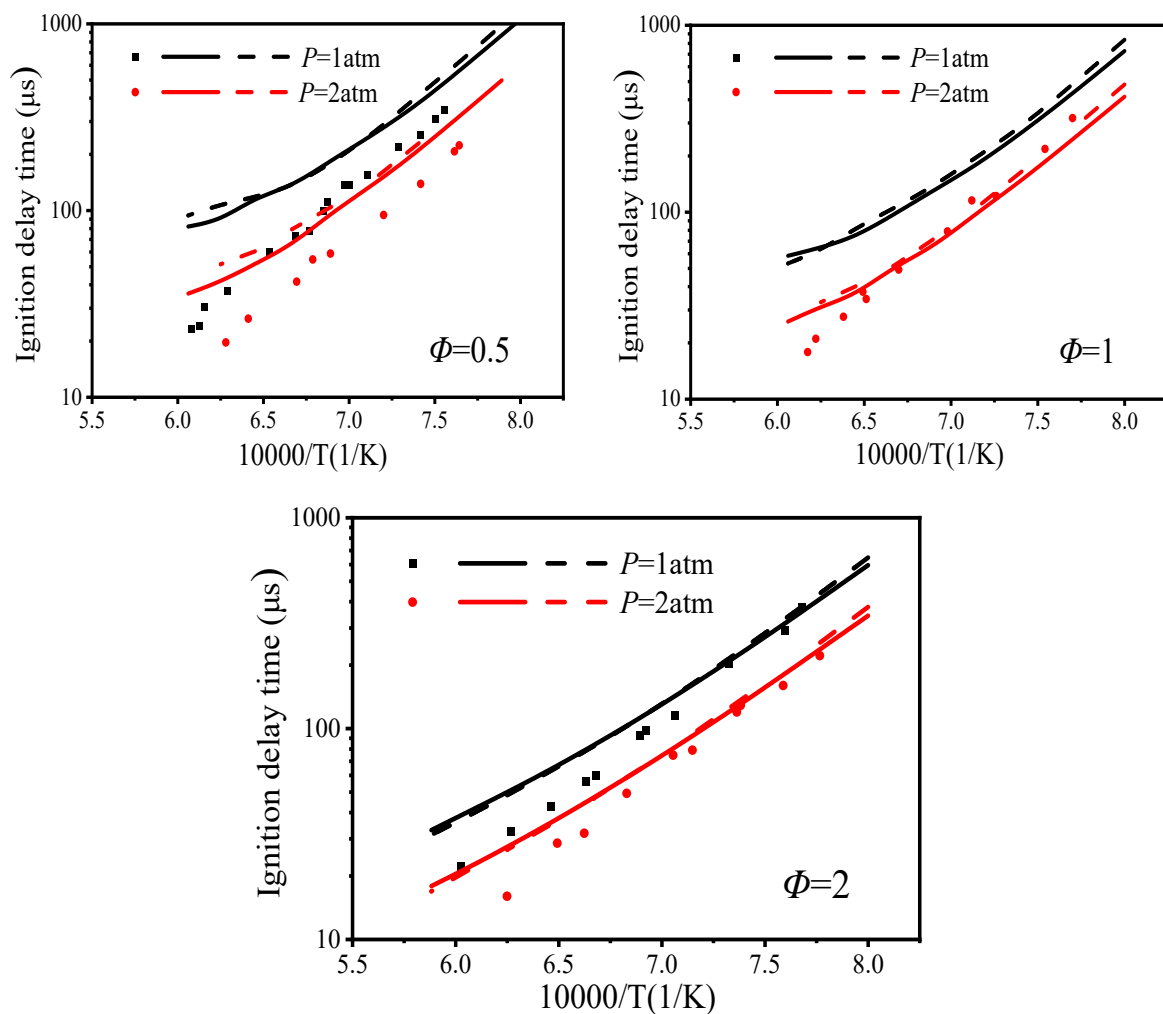 1000
100
10
Ignition delay time (μs)
P=1atm
P=2atm
Φ=0.5
5.5 6.0 6.5 7.0 7.5 8.0
10000/T(1/K)
1000
100
10
Ignition delay time (μs)
P=1atm
P=2atm
Φ=1
5.5 6.0 6.5 7.0 7.5 8.0
10000/T(1/K)
1000
100
10
Ignition delay time (μs)
P=1atm
P=2atm
Φ=2
5.5 6.0 6.5 7.0 7.5 8.0
10000/T(1/K)